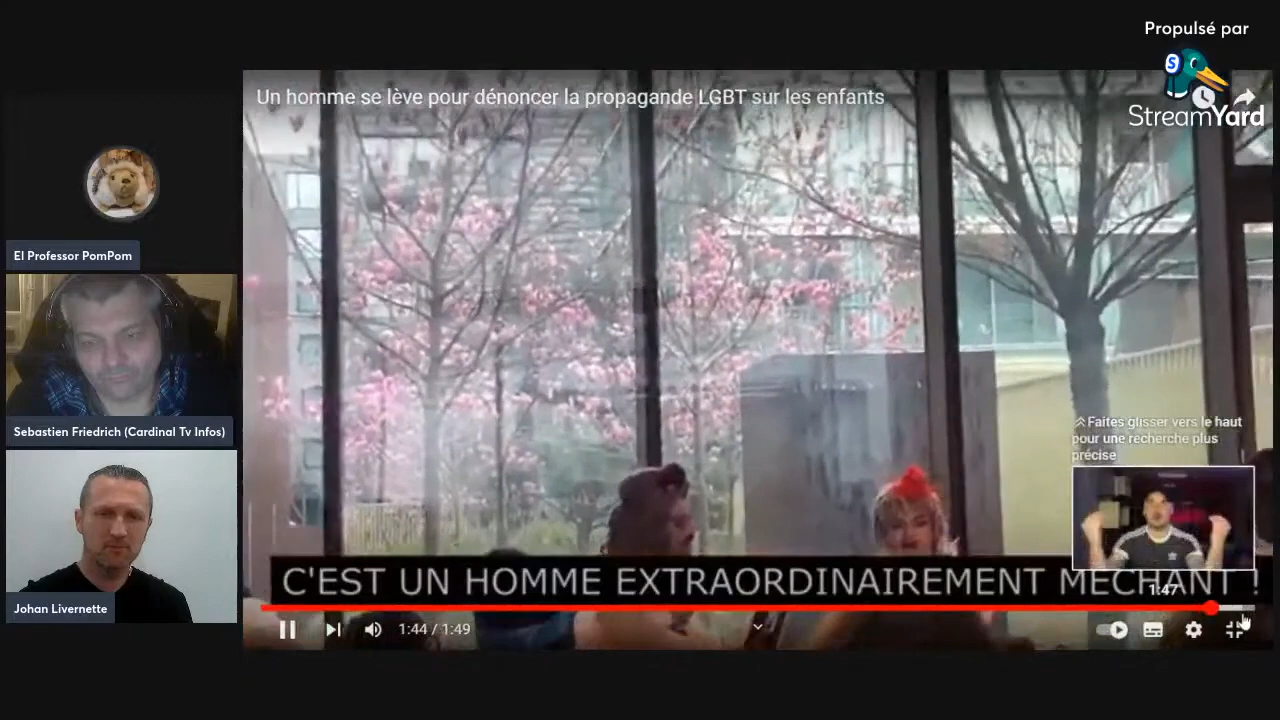 Propulsé par
S
StreamYard
Un homme se lève pour dénoncer la propagande LGBT sur les enfants
El Professor PomPom
Sebastien Friedrich (Cardinal Tv Infos)
Johan Livernette
Faites glisser vers le haut
pour une recherche plus
précise
C'EST UN HOMME EXTRAORDINAIREMENT MÉCHANT !
1:47
1:44 / 1:49